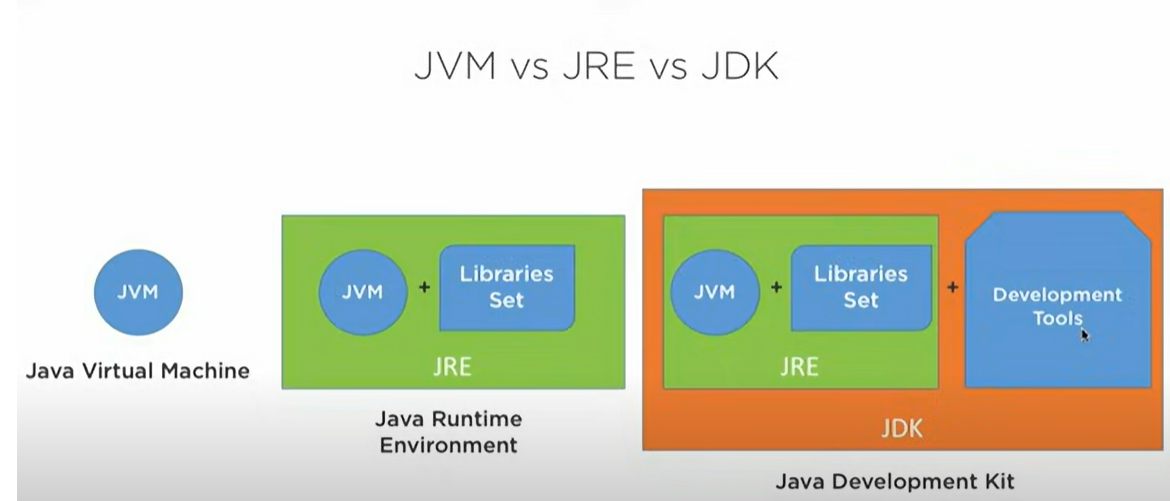 JVM vs JRE vs JDK
JVM
Java Virtual Machine
JVM
+
Libraries
Set
JRE
Java Runtime
Environment
JVM
+
Libraries
Set
JRE
+
Development
Tools
JDK
Java Development Kit